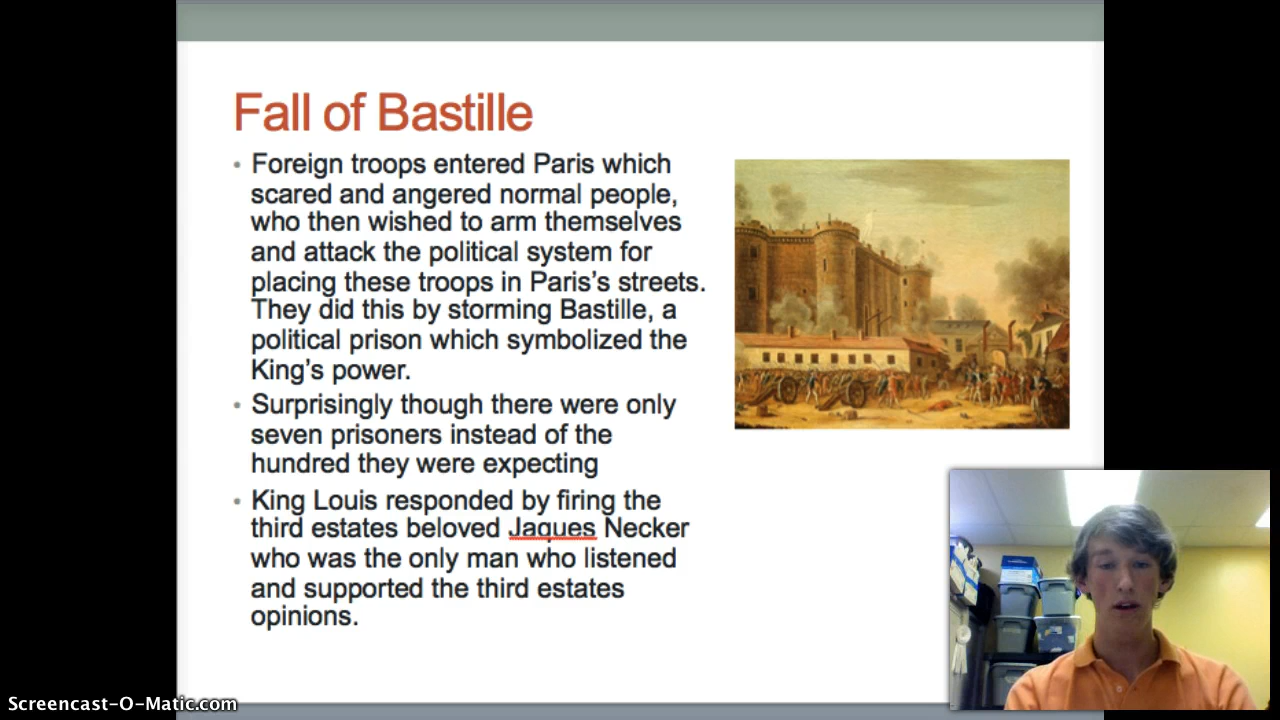 Fall of Bastille
• Foreign troops entered Paris which
scared and angered normal people,
who then wished to arm themselves
and attack the political system for
placing these troops in Paris's streets.
They did this by storming Bastille, a
political prison which symbolized the
King's power.
• Surprisingly though there were only
seven prisoners instead of the
hundred they were expecting
• King Louis responded by firing the
third estates beloved Jaques Necker
who was the only man who listened
and supported the third estates
opinions.
Screencast-O-Matic.com